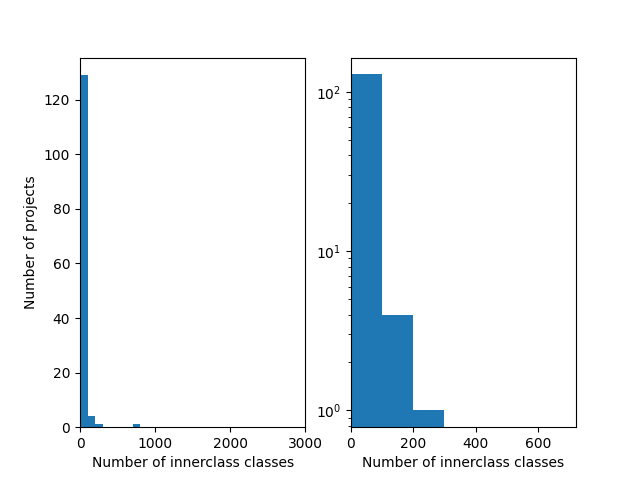 Number of projects
120
100
80
60
40
20
0
0 1000 2000 3000
Number of innerclass classes
10²
10¹
10⁰
0 200 400 600
Number of innerclass classes